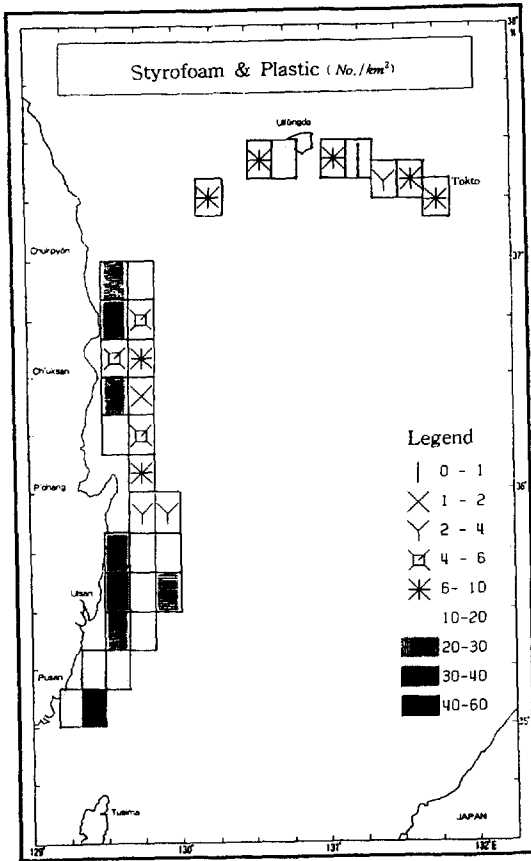 38°
N
Styrofoam & Plastic (No./km²)
Ullŭngdo
Tokto
Chukpyŏn
37°
Ch'uksan
Legend
0 - 1
1 - 2
2 - 4
4 - 6
6 - 10
10-20
20-30
30-40
40-60
P'ohang
36°
Ulsan
Pusan
35°
Tusima
JAPAN
129°
130°
131°
132°E